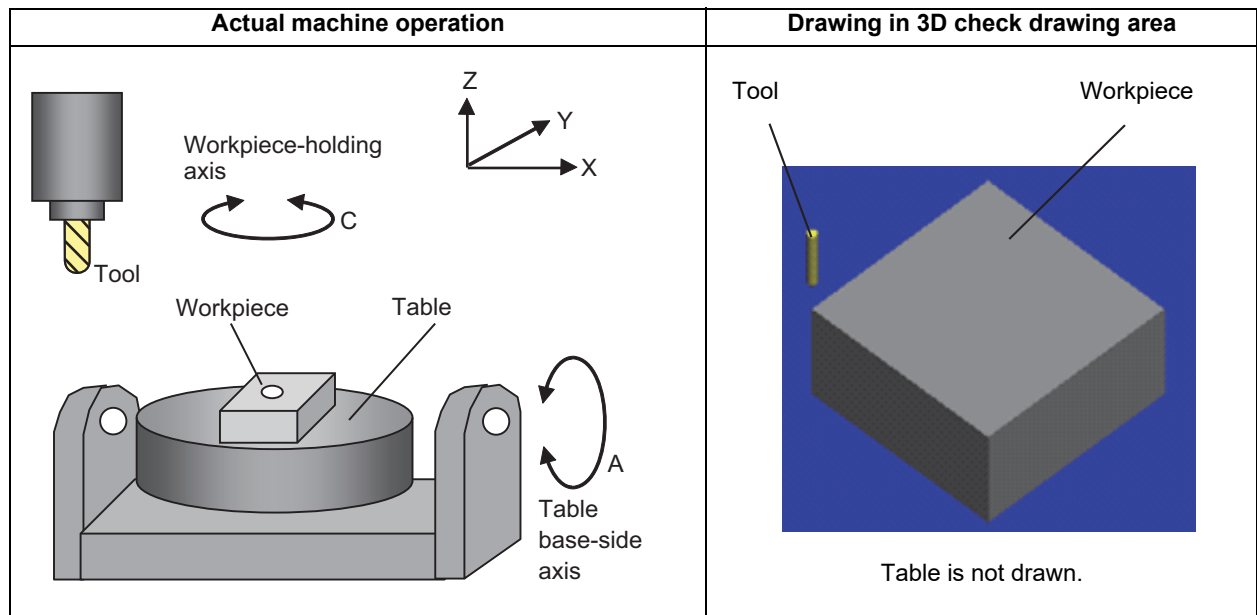 Actual machine operation
Drawing in 3D check drawing area
Z
Y
X
Workpiece-holding
axis
C
Tool
Workpiece
Table
A
Table
base-side
axis
Tool
Workpiece
Table is not drawn.